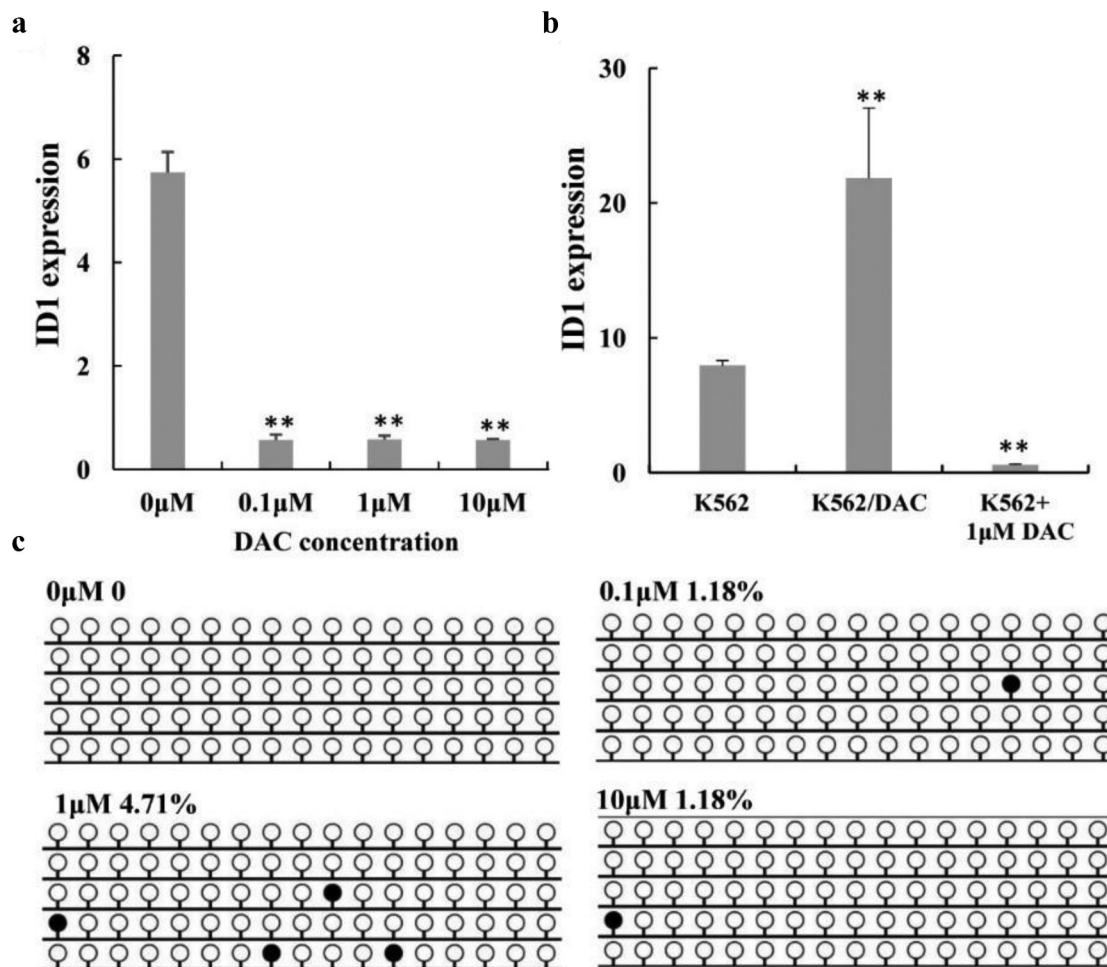 a
8
6
4
2
0
ID1 expression
**
**
**
0μM
0.1μM
1μM
10μM
DAC concentration
b
30
20
10
0
ID1 expression
**
**
K562
K562/DAC
K562+
1μM DAC
c
0μM 0
0.1μM 1.18%
1μM 4.71%
10μM 1.18%